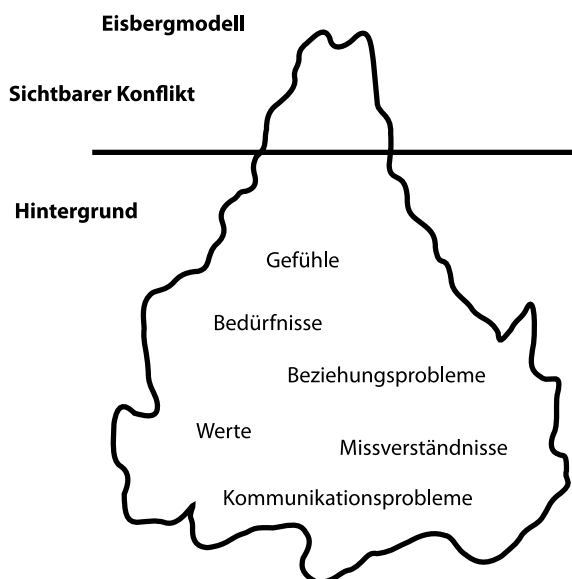 Eisbergmodell
Sichtbarer Konflikt
Hintergrund
Gefühle
Bedürfnisse
Beziehungsprobleme
Werte
Missverständnisse
Kommunikationsprobleme